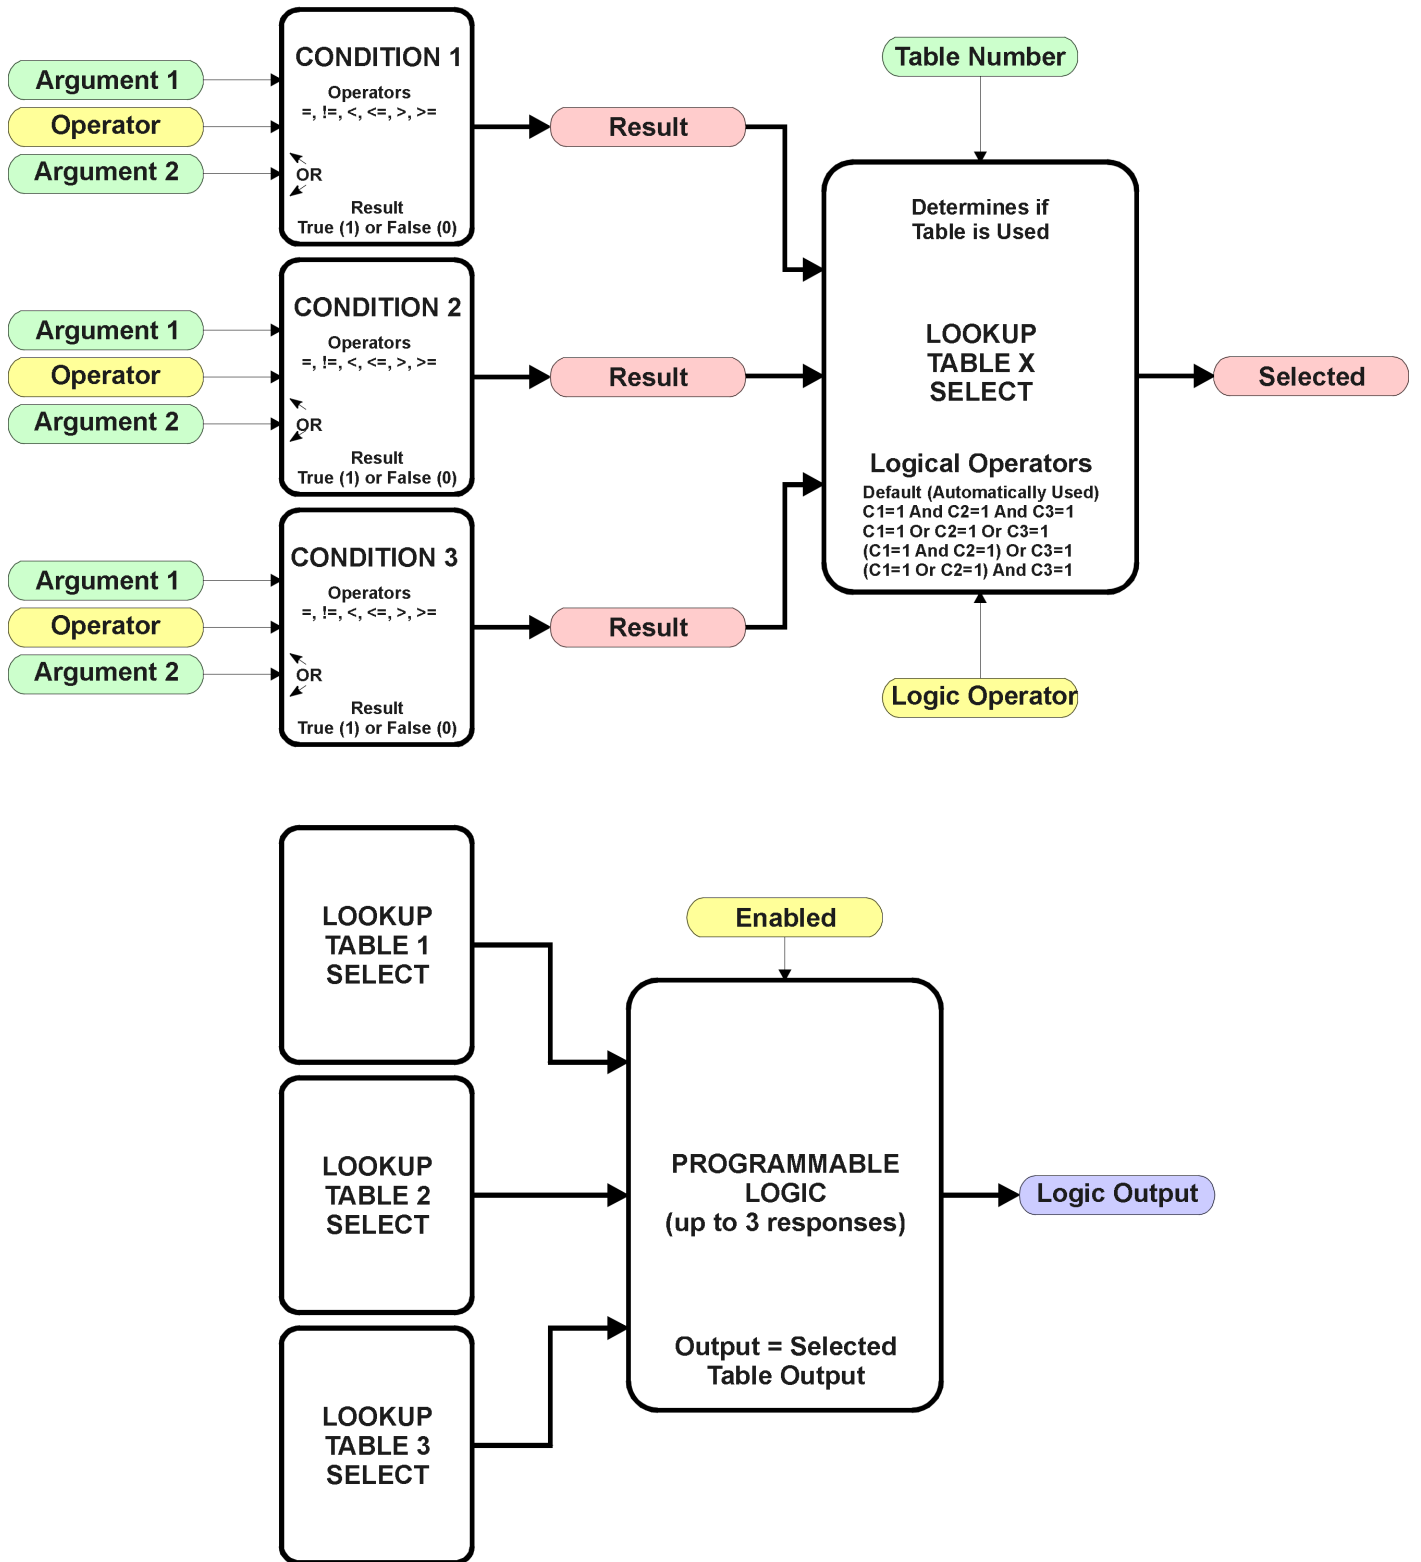 Argument 1
Operator
Argument 2
CONDITION 1
Operators
=, !=, <, <=, >, >=
OR
Result
True (1) or False (0)
Result
Argument 1
Operator
Argument 2
CONDITION 2
Operators
=, !=, <, <=, >, >=
OR
Result
True (1) or False (0)
Result
Argument 1
Operator
Argument 2
CONDITION 3
Operators
=, !=, <, <=, >, >=
OR
Result
True (1) or False (0)
Result
Table Number
Determines if
Table is Used
LOOKUP
TABLE X
SELECT
Logical Operators
Default (Automatically Used)
C1=1 And C2=1 And C3=1
C1=1 Or C2=1 Or C3=1
(C1=1 And C2=1) Or C3=1
(C1=1 Or C2=1) And C3=1
Logic Operator
Selected
LOOKUP
TABLE 1
SELECT
LOOKUP
TABLE 2
SELECT
LOOKUP
TABLE 3
SELECT
Enabled
PROGRAMMABLE
LOGIC
(up to 3 responses)
Output = Selected
Table Output
Logic Output